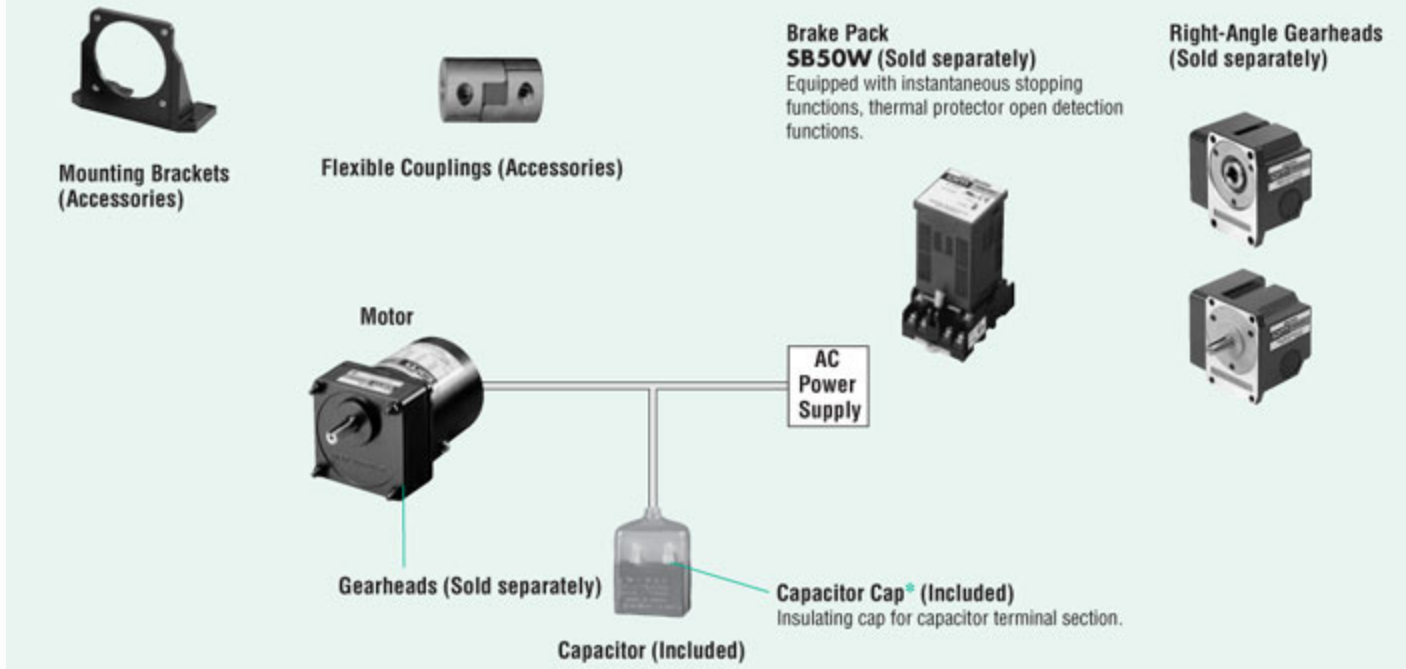 Brake Pack
SB50W (Sold separately)
Equipped with instantaneous stopping
functions, thermal protector open detection
functions.
Right-Angle Gearheads
(Sold separately)
Mounting Brackets
(Accessories)
Flexible Couplings (Accessories)
Motor
AC
Power
Supply
Gearheads (Sold separately)
Capacitor Cap* (Included)
Insulating cap for capacitor terminal section.
Capacitor (Included)